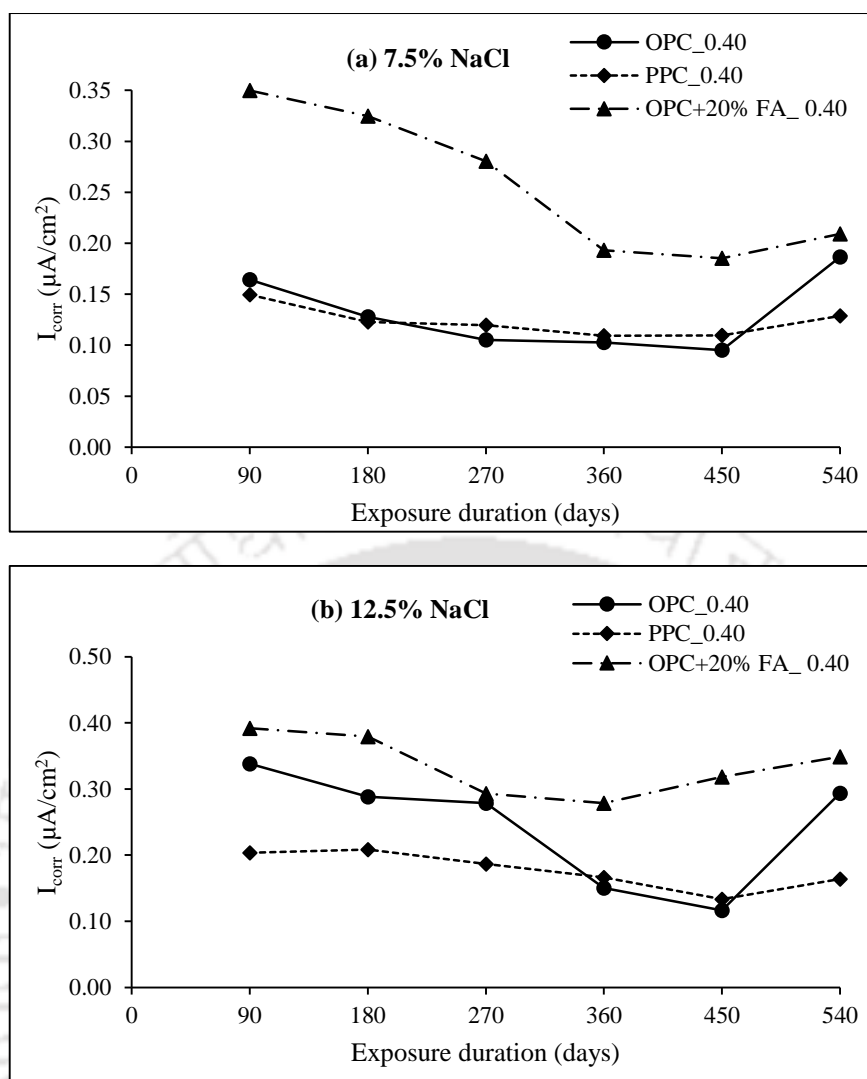 (a) 7.5% NaCl
OPC_0.40
PPC_0.40
OPC+20% FA_ 0.40
I_corr (µA/cm²)
0.35
0.30
0.25
0.20
0.15
0.10
0.05
0.00
0 90 180 270 360 450 540
Exposure duration (days)
(b) 12.5% NaCl
OPC_0.40
PPC_0.40
OPC+20% FA_ 0.40
I_corr (µA/cm²)
0.50
0.40
0.30
0.20
0.10
0.00
0 90 180 270 360 450 540
Exposure duration (days)